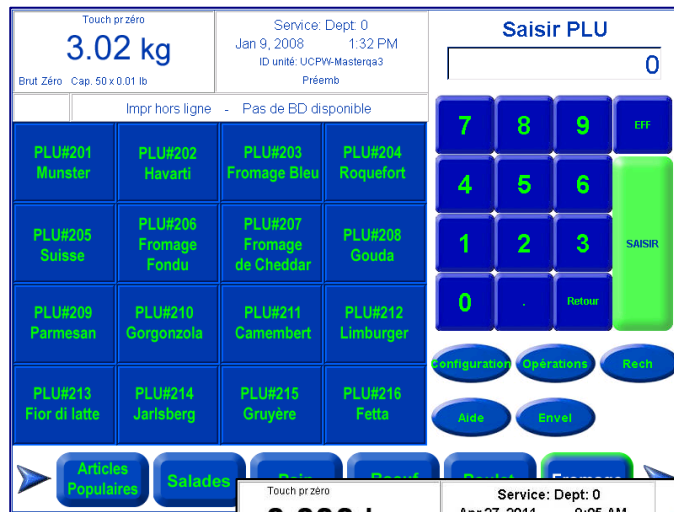 Touch pr zéro
3.02 kg
Brut Zéro Cap. 50 x 0.01 lb
Service: Dept: 0
Jan 9, 2008 1:32 PM
ID unité: UCPW-Masterqa3
Préemb
Impr hors ligne - Pas de BD disponible
Saisir PLU
0
PLU#201
Munster
PLU#202
Havarti
PLU#203
Fromage Bleu
PLU#204
Roquefort
PLU#205
Suisse
PLU#206
Fromage
Fondu
PLU#207
Fromage
de Cheddar
PLU#208
Gouda
PLU#209
Parmesan
PLU#210
Gorgonzola
PLU#211
Camembert
PLU#212
Limburger
PLU#213
Fior di latte
PLU#214
Jarlsberg
PLU#215
Gruyère
PLU#216
Fetta
7 8 9 EFF
4 5 6
1 2 3 SAISIR
0 . Retour
Configuration Opérations Rech
Aide Envel
Articles
Populaires
Salades
Touch pr zéro
Service: Dept: 0